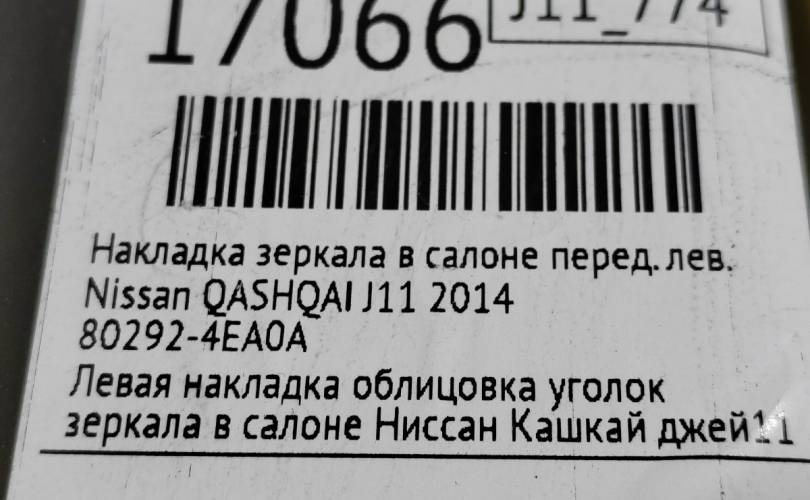 17066
J11_774
Накладка зеркала в салоне перед. лев.
Nissan QASHQAI J11 2014
80292-4EA0A
Левая накладка облицовка уголок
зеркала в салоне Ниссан Кашкай джей11